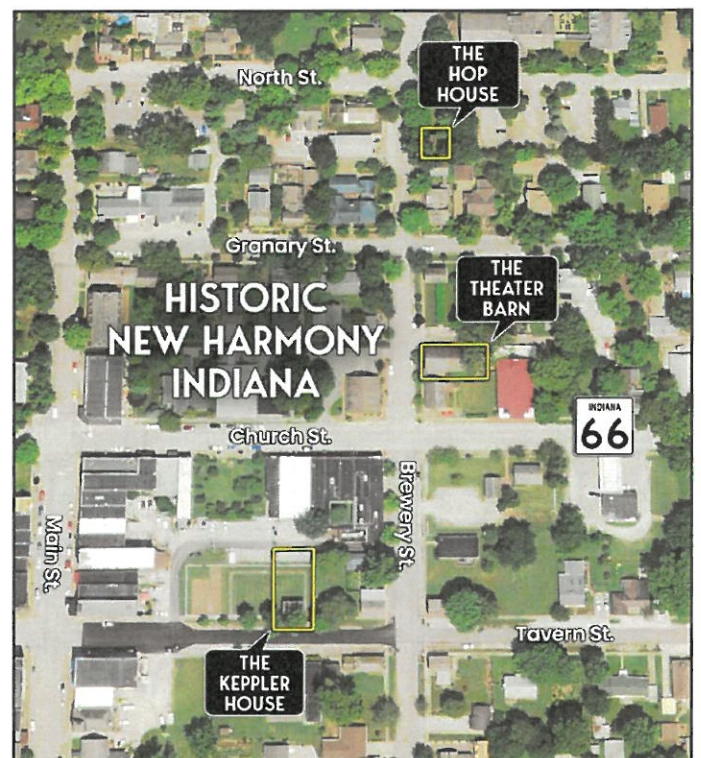 North St.
THE
HOP
HOUSE
Granary St.
THE
THEATER
BARN
HISTORIC
NEW HARMONY
INDIANA
INDIANA
66
Church St.
Brewery St.
Main St.
Tavern St.
THE
KEPPLER
HOUSE